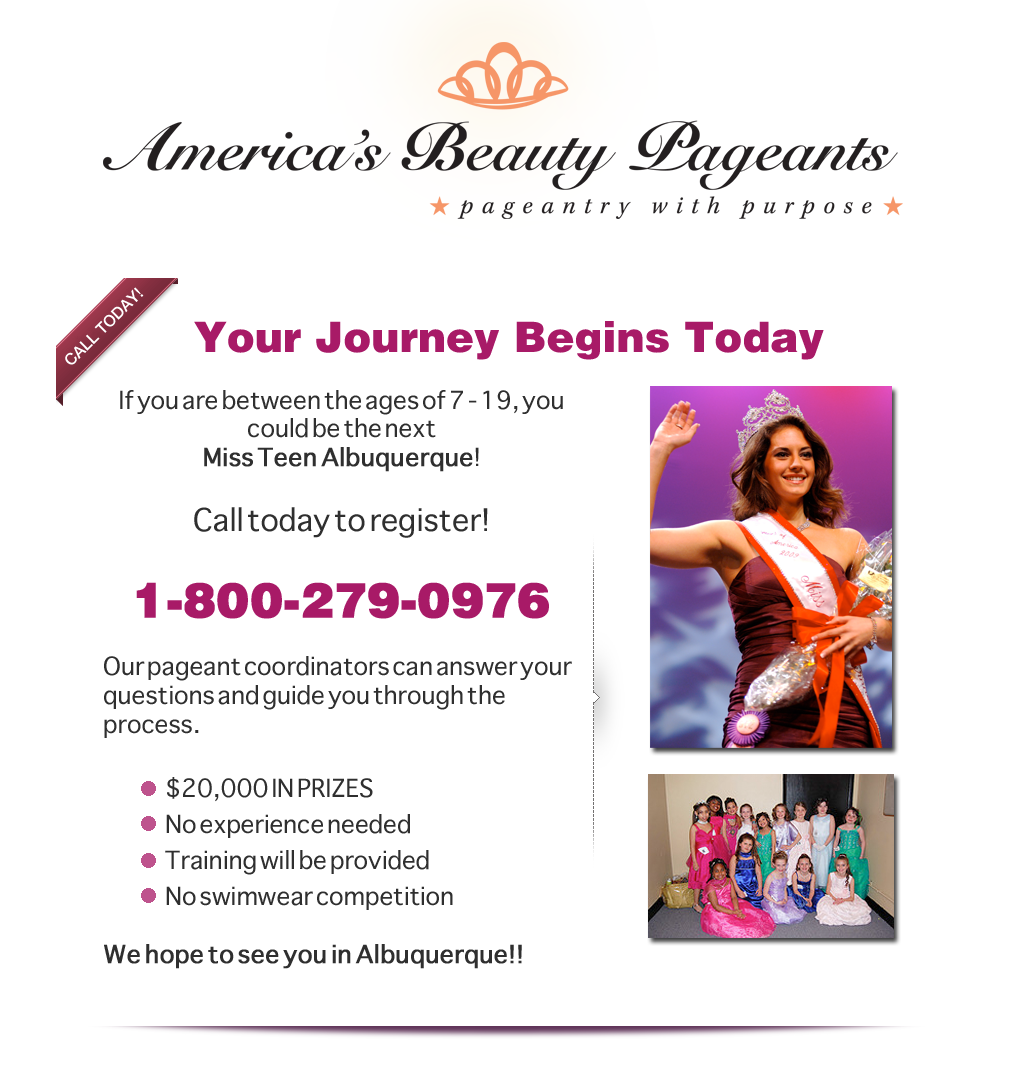 America's Beauty Pageants
pageantry with purpose
CALL TODAY!
Your Journey Begins Today
If you are between the ages of 7 - 19, you
could be the next
Miss Teen Albuquerque!
Call today to register!
1-800-279-0976
Our pageant coordinators can answer your
questions and guide you through the
process.
$20,000 IN PRIZES
No experience needed
Training will be provided
No swimwear competition
We hope to see you in Albuquerque!!
2009
Miss